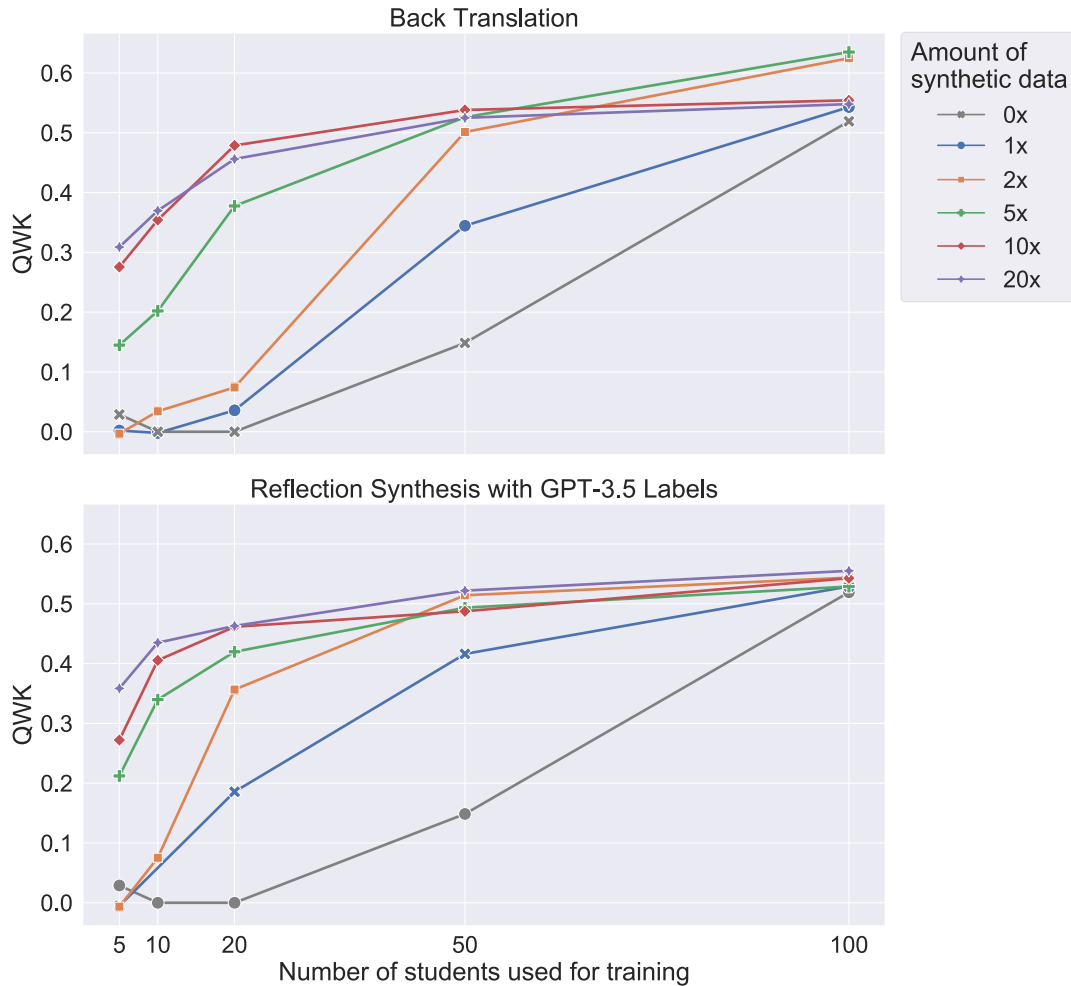 Back Translation
0.6
0.5
0.4
0.3
0.2
0.1
0.0
QWK
Amount of
synthetic data
0x
1x
2x
5x
10x
20x
Reflection Synthesis with GPT-3.5 Labels
0.6
0.5
0.4
0.3
0.2
0.1
0.0
QWK
5 10 20 50 100
Number of students used for training